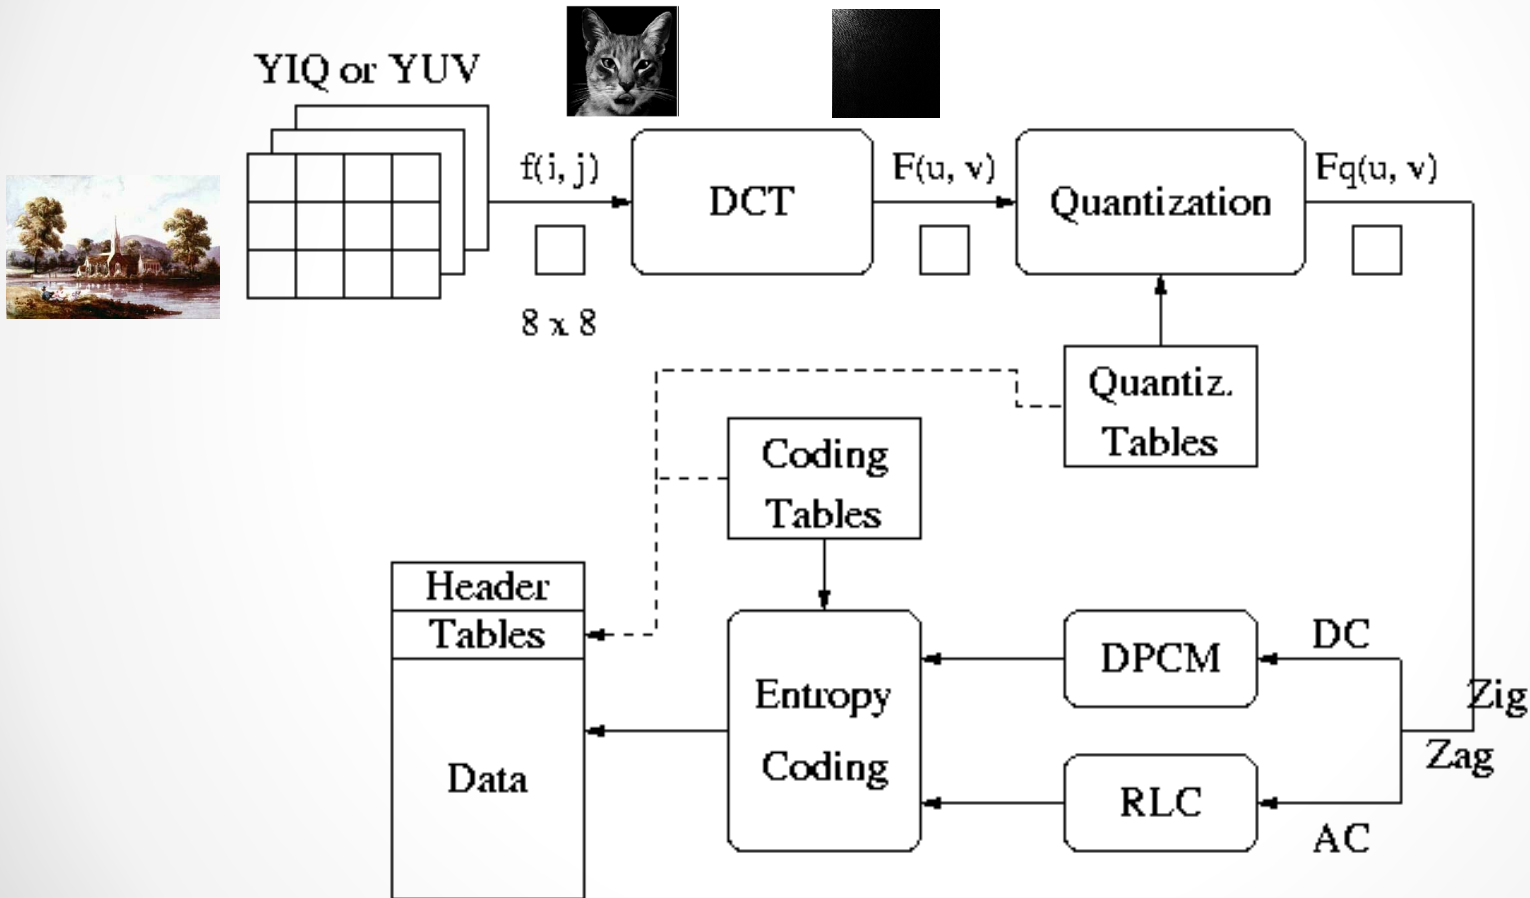 YIQ or YUV
f(i, j)
DCT
F(u, v)
Quantization
Fq(u, v)
8 x 8
Quantiz.
Tables
Coding
Tables
Header
Tables
Data
Entropy
Coding
DPCM
DC
RLC
AC
Zig
Zag